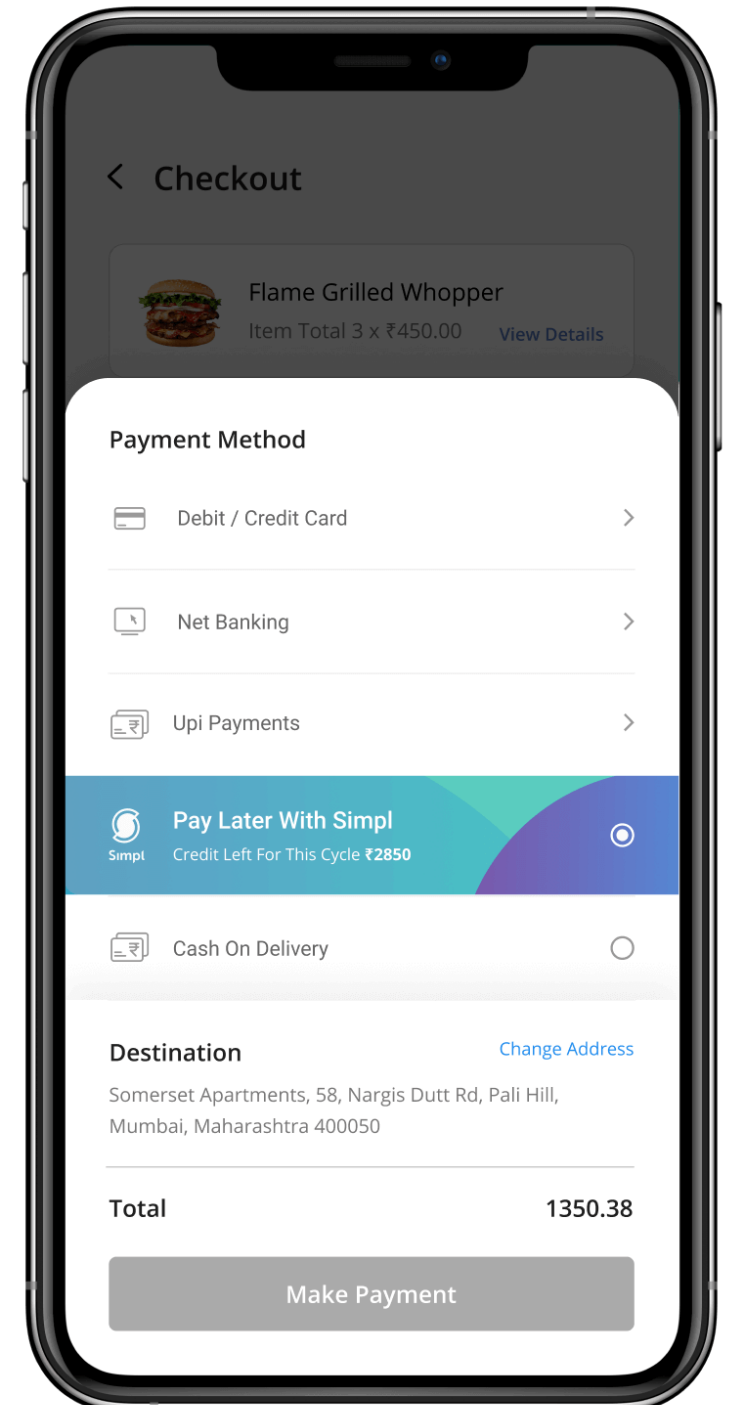 Checkout
Flame Grilled Whopper
Item Total 3 x ₹450.00 View Details
Payment Method
Debit / Credit Card
Net Banking
Upi Payments
Pay Later With Simpl
Simpl Credit Left For This Cycle ₹2850
Cash On Delivery
Destination Change Address
Somerset Apartments, 58, Nargis Dutt Rd, Pali Hill,
Mumbai, Maharashtra 400050
Total 1350.38
Make Payment